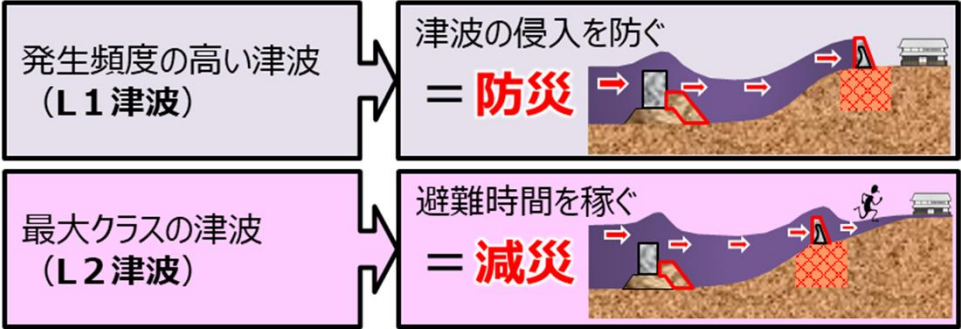 発生頻度の高い津波
（L１津波）
津波の侵入を防ぐ
＝防災
最大クラスの津波
（L２津波）
避難時間を稼ぐ
＝減災